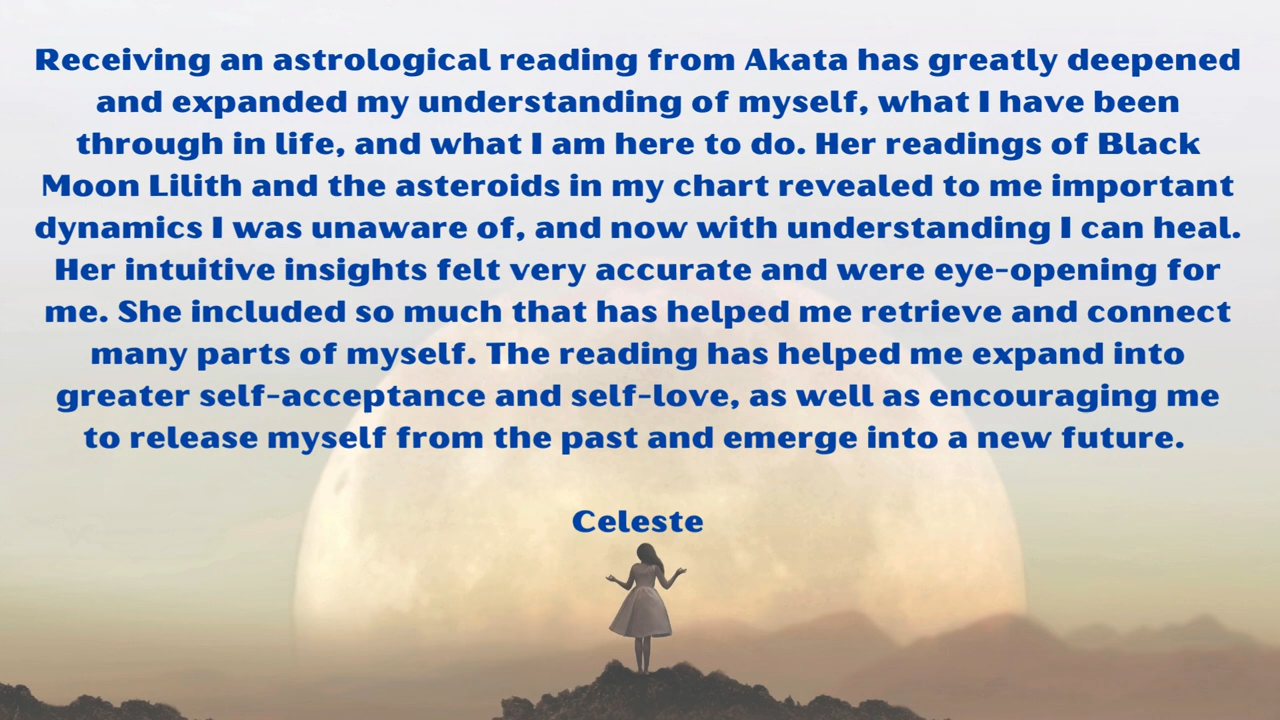 Receiving an astrological reading from Akata has greatly deepened
and expanded my understanding of myself, what I have been
through in life, and what I am here to do. Her readings of Black
Moon Lilith and the asteroids in my chart revealed to me important
dynamics I was unaware of, and now with understanding I can heal.
Her intuitive insights felt very accurate and were eye-opening for
me. She included so much that has helped me retrieve and connect
many parts of myself. The reading has helped me expand into
greater self-acceptance and self-love, as well as encouraging me
to release myself from the past and emerge into a new future.
Celeste